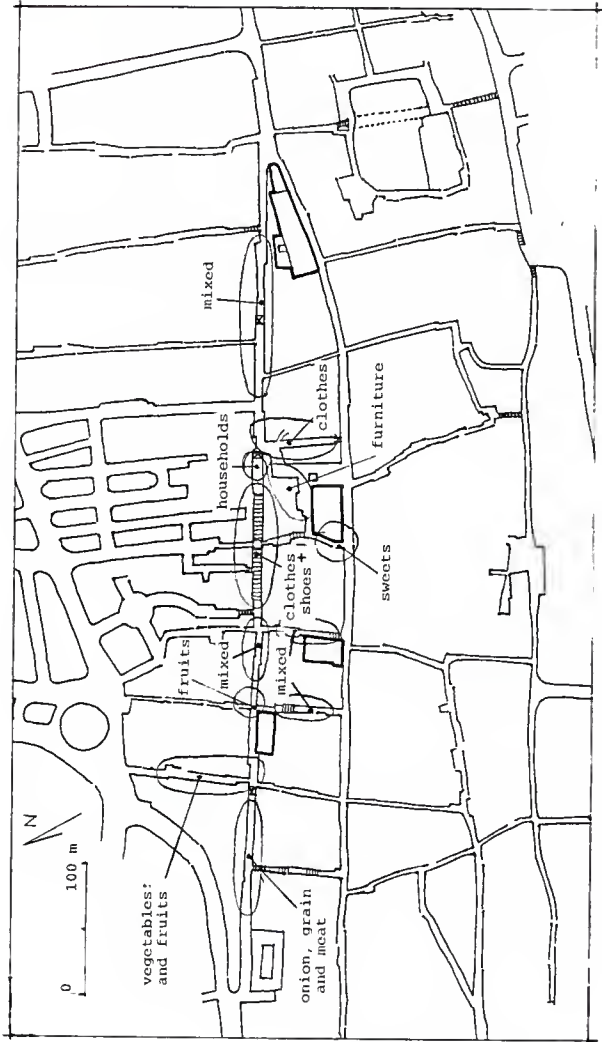 N
0
100 m
vegetables:
and fruits
onion, grain
and meat
fruits
mixed
mixed
clothes
shoes +
households
sweets
furniture
clothes
mixed